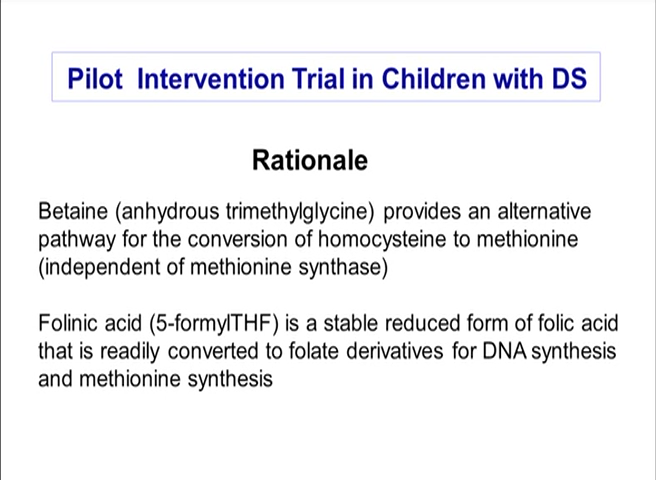 Pilot Intervention Trial in Children with DS
Rationale
Betaine (anhydrous trimethylglycine) provides an alternative
pathway for the conversion of homocysteine to methionine
(independent of methionine synthase)
Folinic acid (5-formylTHF) is a stable reduced form of folic acid
that is readily converted to folate derivatives for DNA synthesis
and methionine synthesis